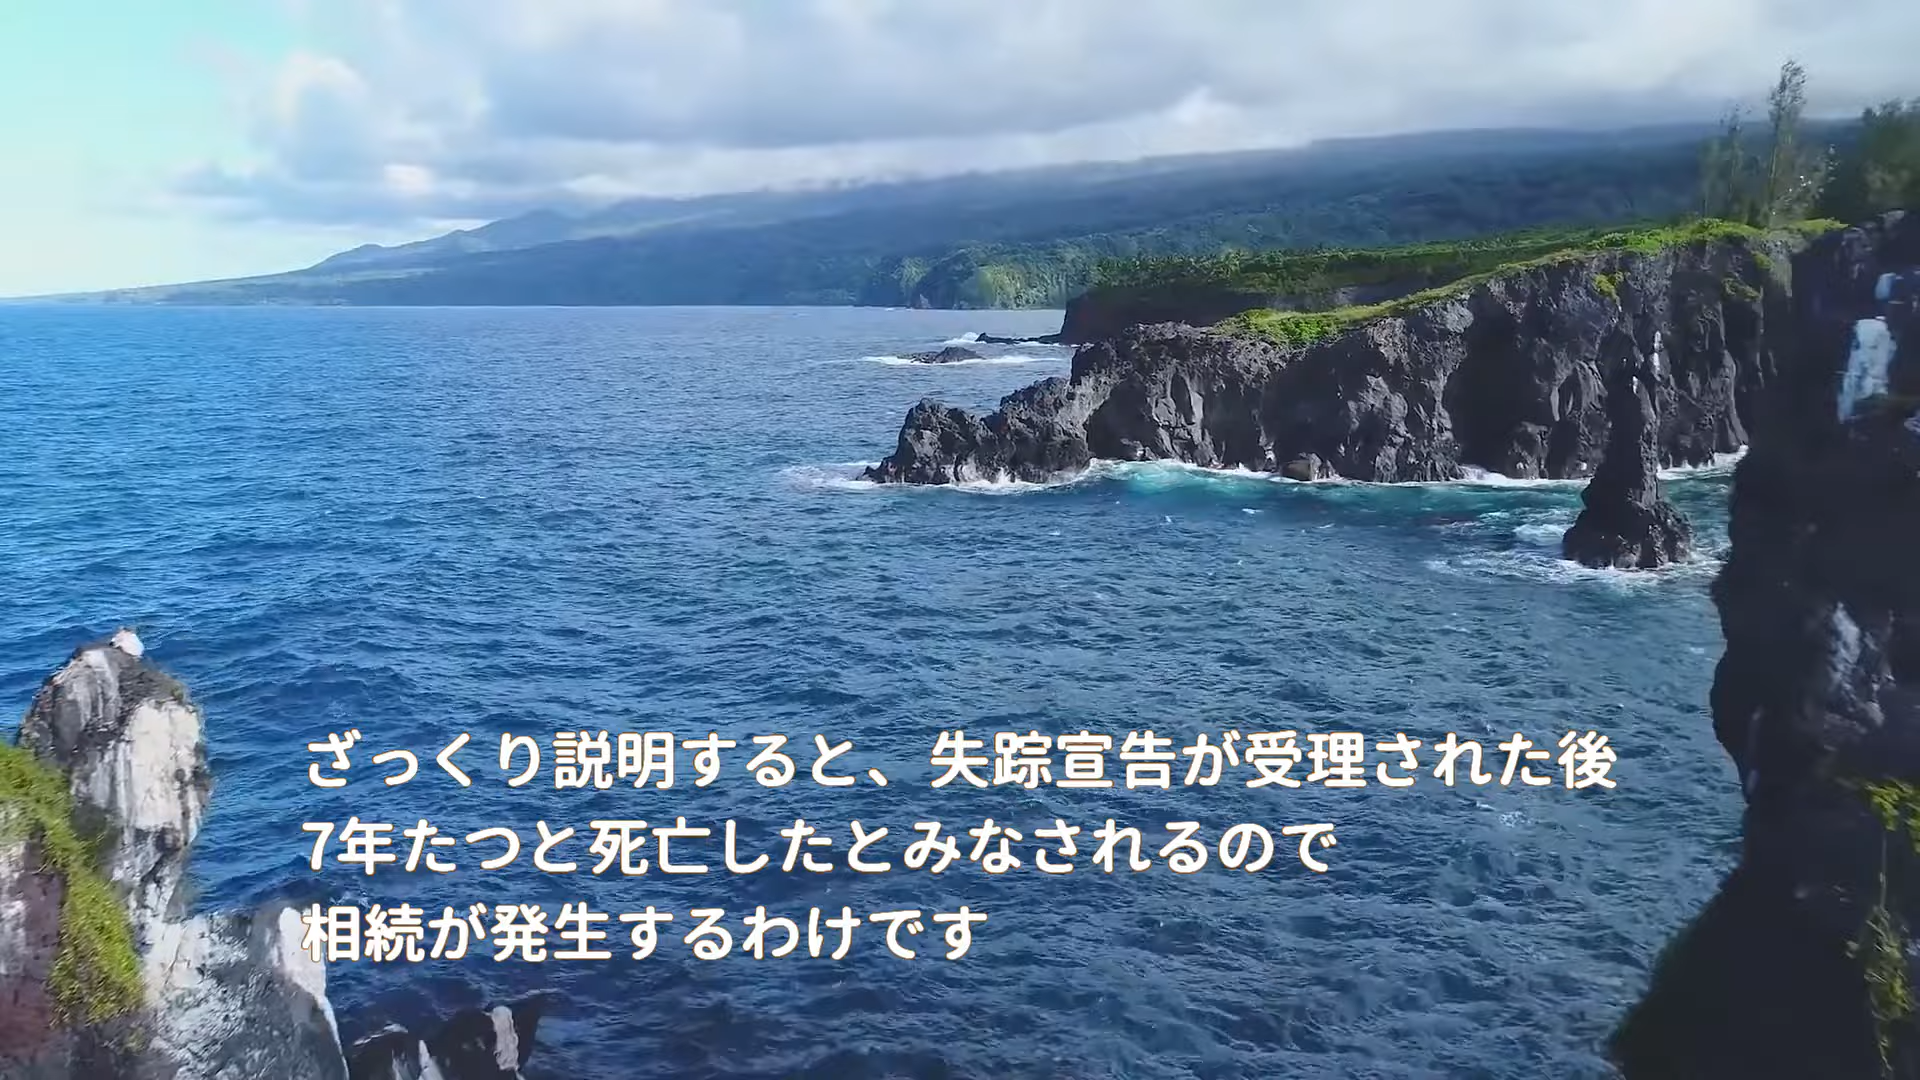 ざっくり説明すると、失踪宣告が受理された後
7年たつと死亡したとみなされるので
相続が発生するわけです